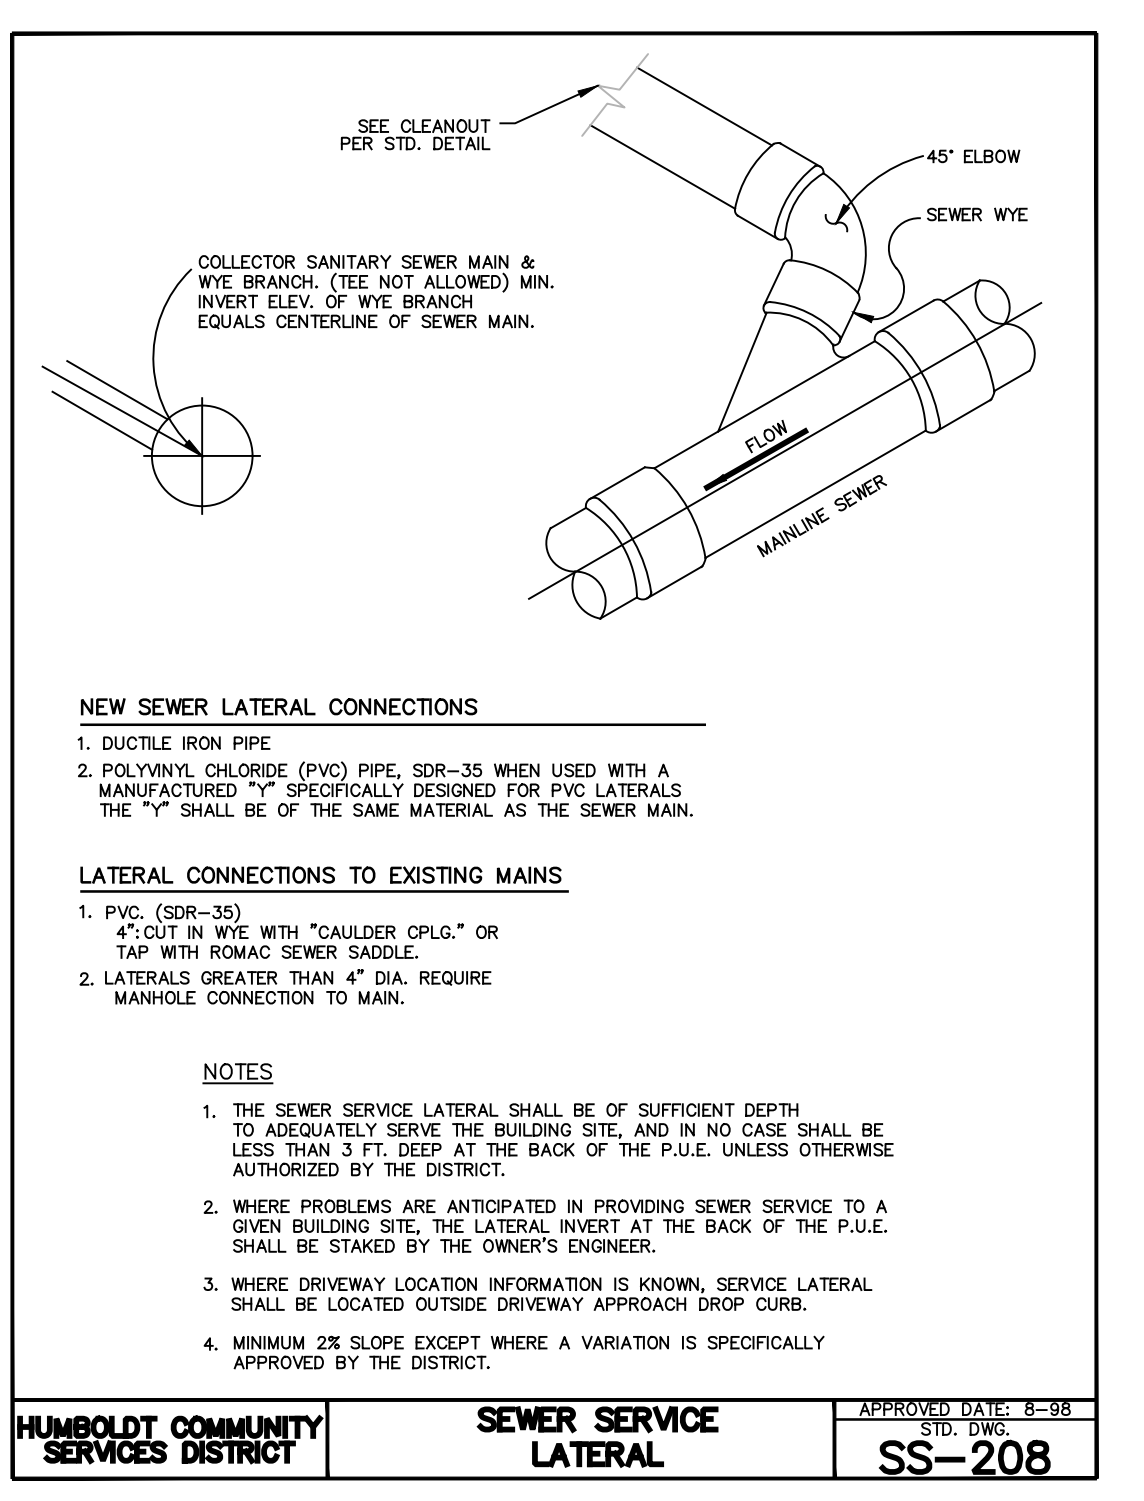 SEE CLEANOUT
PER STD. DETAIL
45° ELBOW
SEWER WYE
COLLECTOR SANITARY SEWER MAIN &
WYE BRANCH. (TEE NOT ALLOWED) MIN.
INVERT ELEV. OF WYE BRANCH
EQUALS CENTERLINE OF SEWER MAIN.
FLOW
MAINLINE SEWER
NEW SEWER LATERAL CONNECTIONS
1. DUCTILE IRON PIPE
2. POLYVINYL CHLORIDE (PVC) PIPE, SDR-35 WHEN USED WITH A
MANUFACTURED "Y" SPECIFICALLY DESIGNED FOR PVC LATERALS
THE "Y" SHALL BE OF THE SAME MATERIAL AS THE SEWER MAIN.
LATERAL CONNECTIONS TO EXISTING MAINS
1. PVC. (SDR-35)
4": CUT IN WYE WITH "CAULDER CPLG." OR
TAP WITH ROMAC SEWER SADDLE.
2. LATERALS GREATER THAN 4" DIA. REQUIRE
MANHOLE CONNECTION TO MAIN.
NOTES
1. THE SEWER SERVICE LATERAL SHALL BE OF SUFFICIENT DEPTH
TO ADEQUATELY SERVE THE BUILDING SITE, AND IN NO CASE SHALL BE
LESS THAN 3 FT. DEEP AT THE BACK OF THE P.U.E. UNLESS OTHERWISE
AUTHORIZED BY THE DISTRICT.
2. WHERE PROBLEMS ARE ANTICIPATED IN PROVIDING SEWER SERVICE TO A
GIVEN BUILDING SITE, THE LATERAL INVERT AT THE BACK OF THE P.U.E.
SHALL BE STAKED BY THE OWNER'S ENGINEER.
3. WHERE DRIVEWAY LOCATION INFORMATION IS KNOWN, SERVICE LATERAL
SHALL BE LOCATED OUTSIDE DRIVEWAY APPROACH DROP CURB.
4. MINIMUM 2% SLOPE EXCEPT WHERE A VARIATION IS SPECIFICALLY
APPROVED BY THE DISTRICT.
HUMBOLDT COMMUNITY
SERVICES DISTRICT
SEWER SERVICE
LATERAL
APPROVED DATE: 8-98
STD. DWG.
SS-208